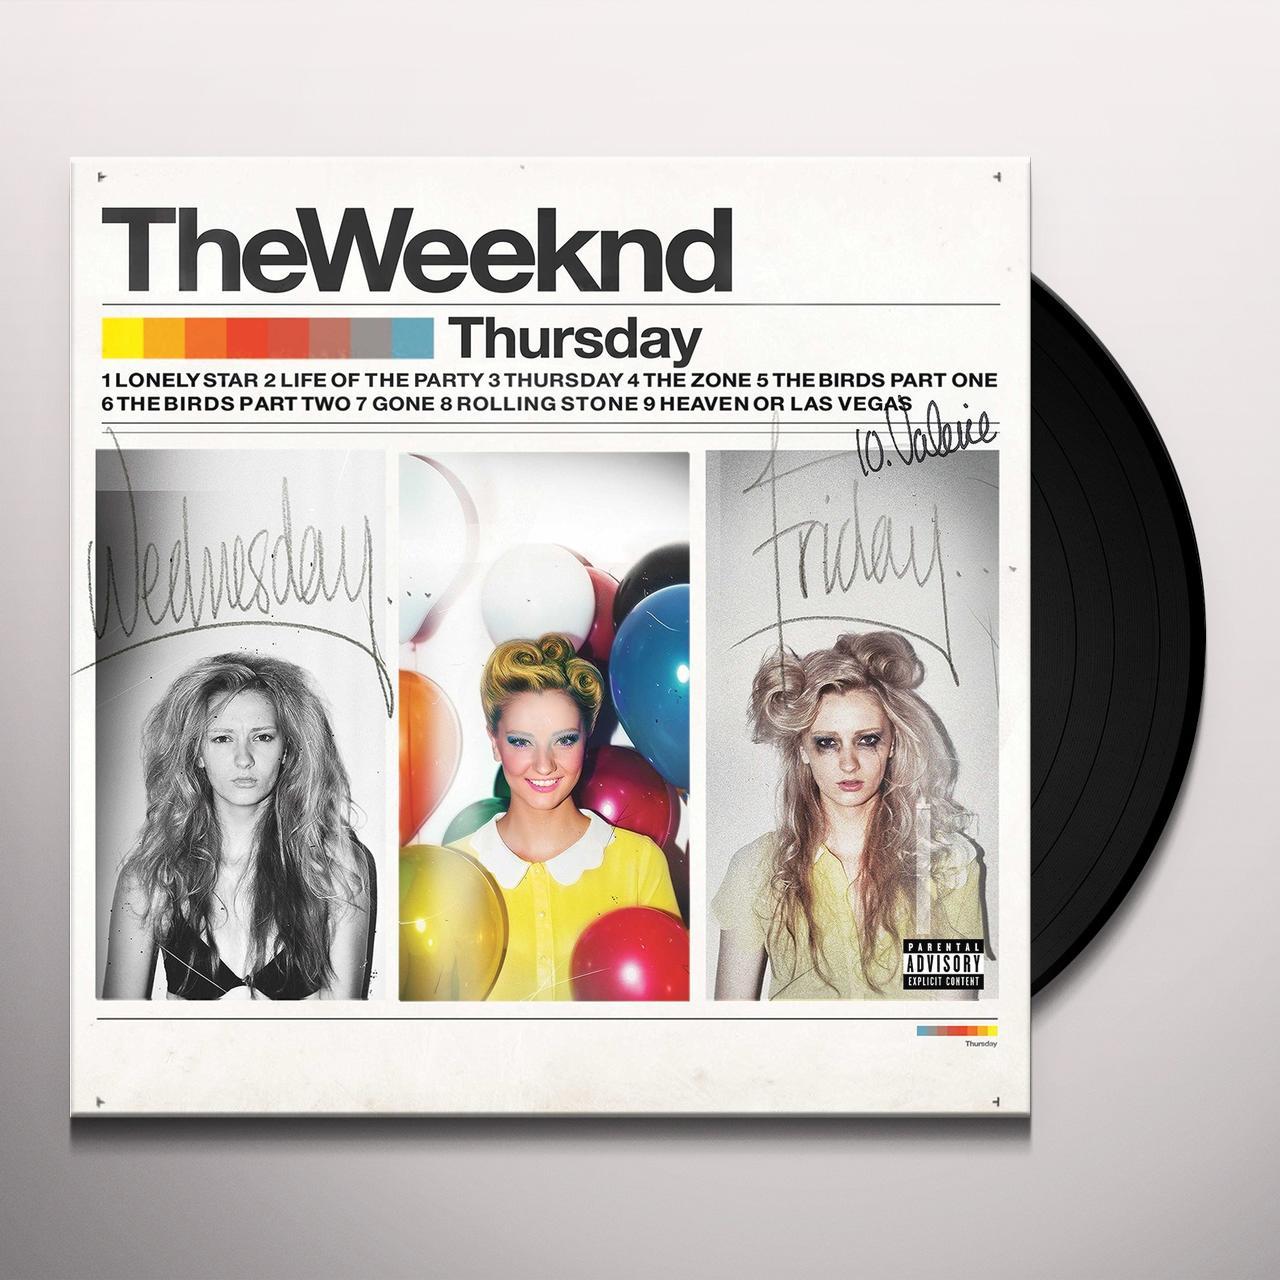 TheWeeknd
Thursday
1 LONELY STAR 2 LIFE OF THE PARTY 3 THURSDAY 4 THE ZONE 5 THE BIRDS PART ONE
6 THE BIRDS PART TWO 7 GONE 8 ROLLING STONE 9 HEAVEN OR LAS VEGAS
10. Valerie
Wednesday...
Friday...
PARENTAL
ADVISORY
EXPLICIT CONTENT
Thursday